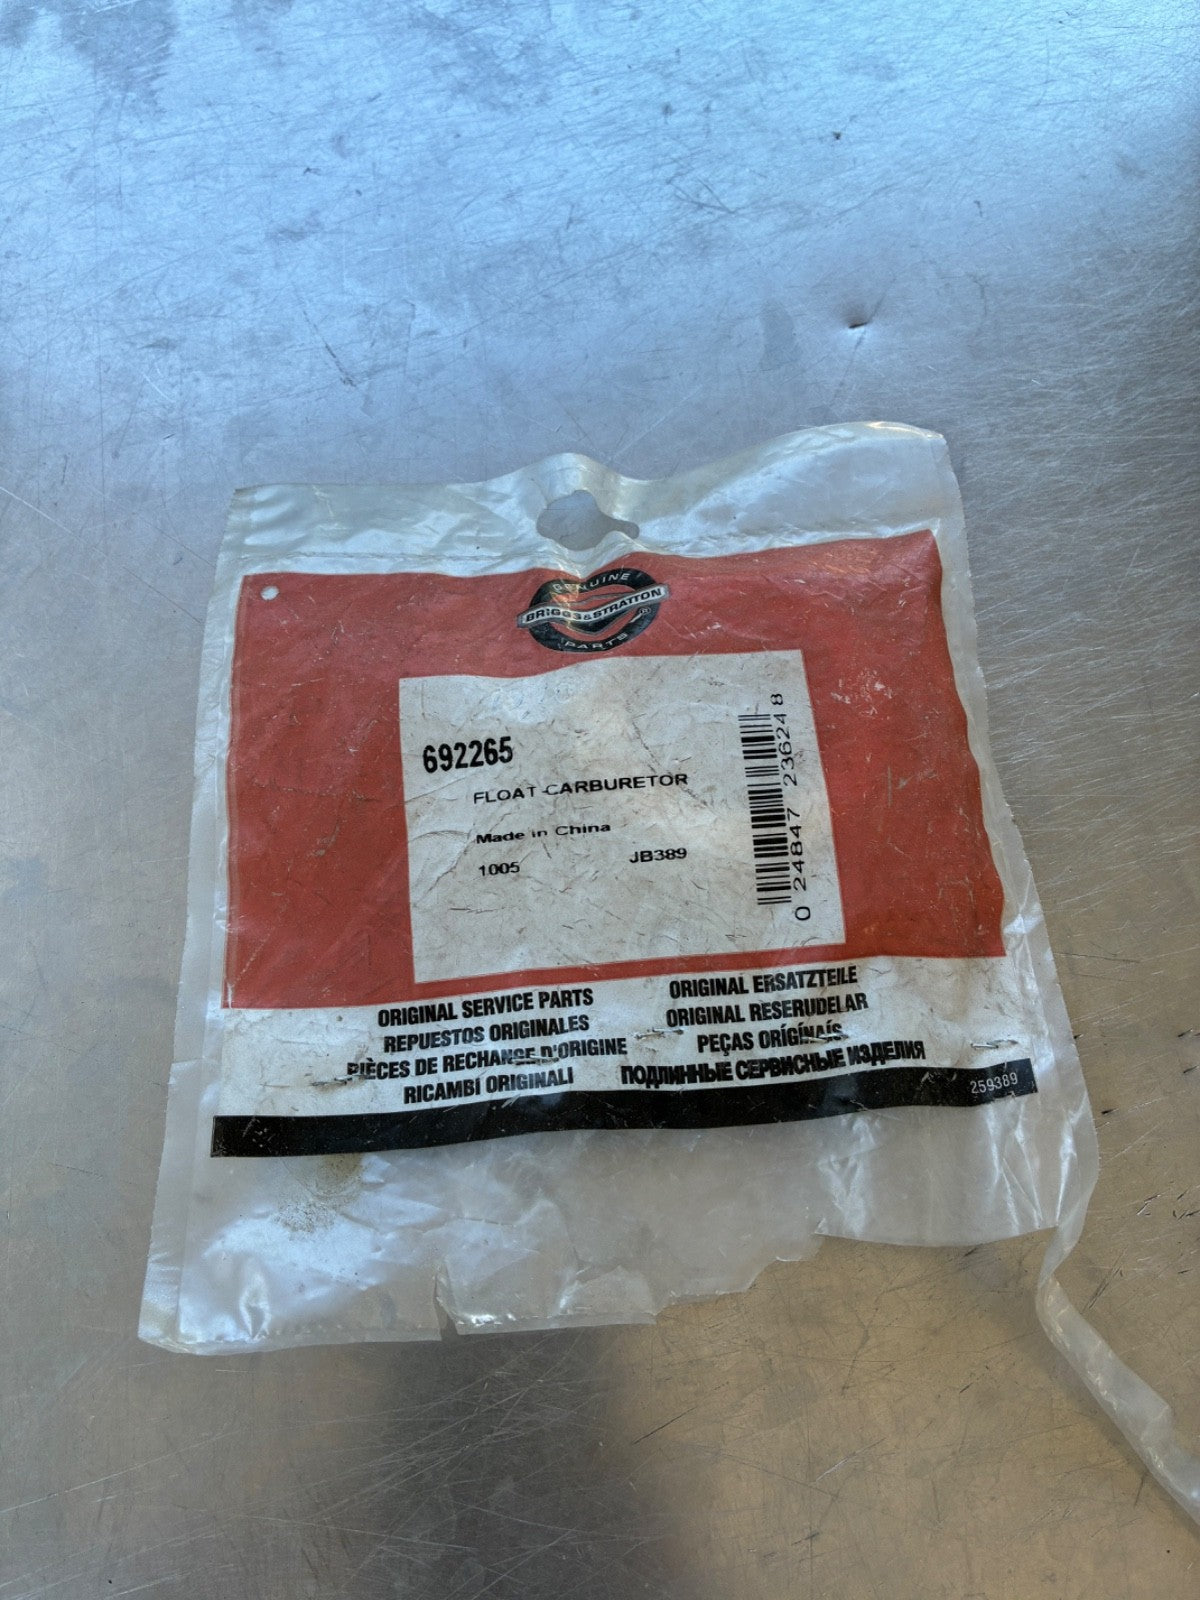 GENUINE
BRIGGS&STRATTON®
PARTS
692265
FLOAT-CARBURETOR
Made in China
1005 JB389
0 24847 23624 8
ORIGINAL SERVICE PARTS
REPUESTOS ORIGINALES
PIÈCES DE RECHANGE D'ORIGINE
RICAMBI ORIGINALI
ORIGINAL ERSATZTEILE
ORIGINAL RESERUDELAR
PEÇAS ORIGINAIS
ПОДЛИННЫЕ СЕРВИСНЫЕ ИЗДЕЛИЯ
259389